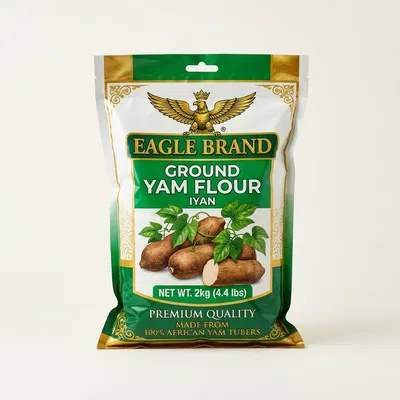 ®
EAGLE BRAND
GROUND
YAM FLOUR
IYAN
NET WT. 2kg (4.4 lbs)
PREMIUM QUALITY
MADE FROM
100% AFRICAN YAM TUBERS